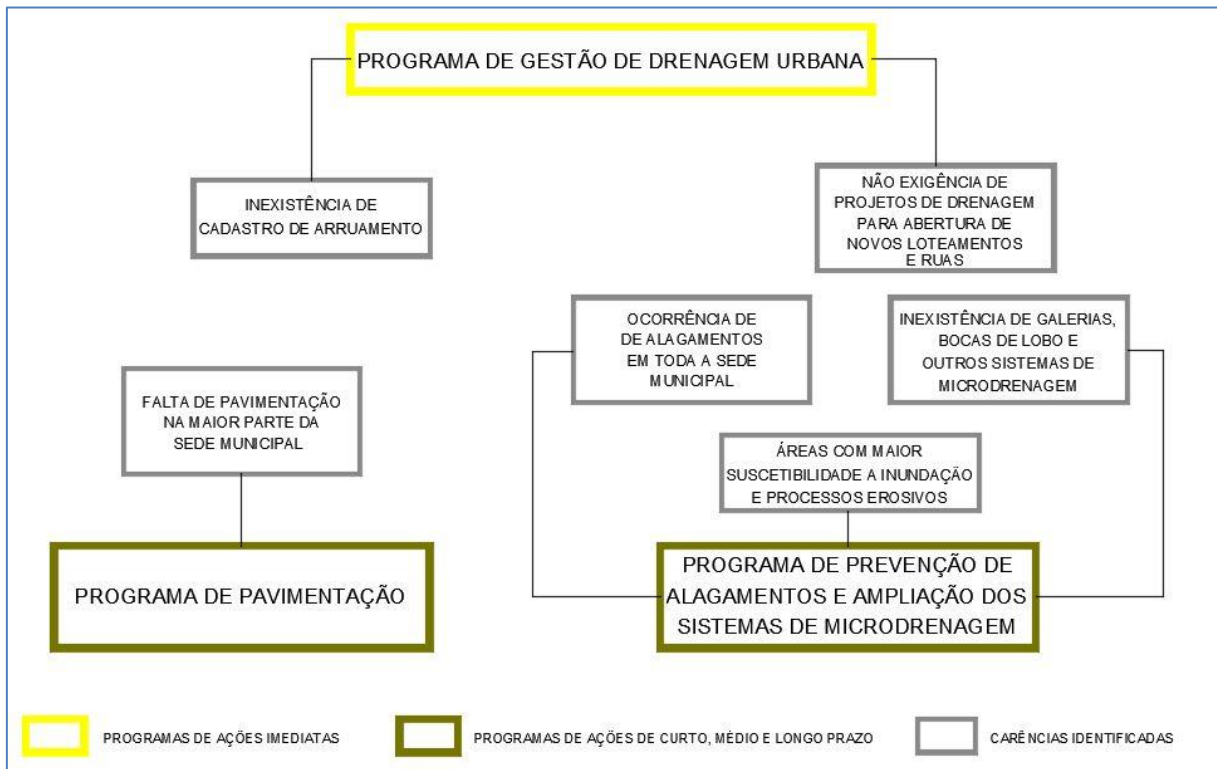 PROGRAMA DE GESTÃO DE DRENAGEM URBANA
INEXISTÊNCIA DE
CADASTRO DE ARRUAMENTO
NÃO EXIGÊNCIA DE
PROJETOS DE DRENAGEM
PARA ABERTURA DE
NOVOS LOTEAMENTOS
E RUAS
OCORRÊNCIA DE
DE ALAGAMENTOS
EM TODA A SEDE
MUNICIPAL
INEXISTÊNCIA DE GALERIAS,
BOCAS DE LOBO E
OUTROS SISTEMAS DE
MICRODRENAGEM
FALTA DE PAVIMENTAÇÃO
NA MAIOR PARTE DA
SEDE MUNICIPAL
ÁREAS COM MAIOR
SUSCETIBILIDADE A INUNDAÇÃO
E PROCESSOS EROSIVOS
PROGRAMA DE PAVIMENTAÇÃO
PROGRAMA DE PREVENÇÃO DE
ALAGAMENTOS E AMPLIAÇÃO DOS
SISTEMAS DE MICRODRENAGEM
PROGRAMAS DE AÇÕES IMEDIATAS
PROGRAMAS DE AÇÕES DE CURTO, MÉDIO E LONGO PRAZO
CARÊNCIAS IDENTIFICADAS